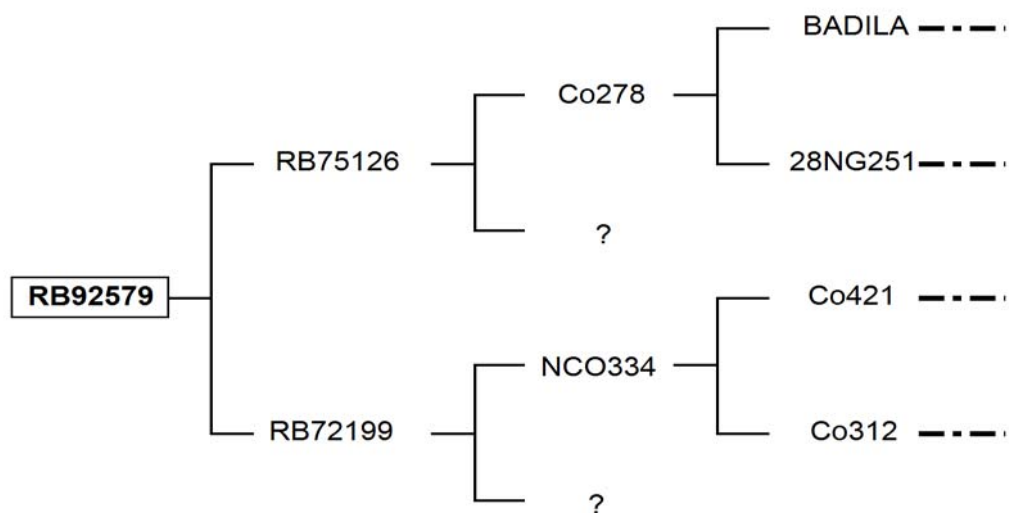 BADILA
Co278
RB75126
28NG251
?
RB92579
Co421
NCO334
RB72199
Co312
?